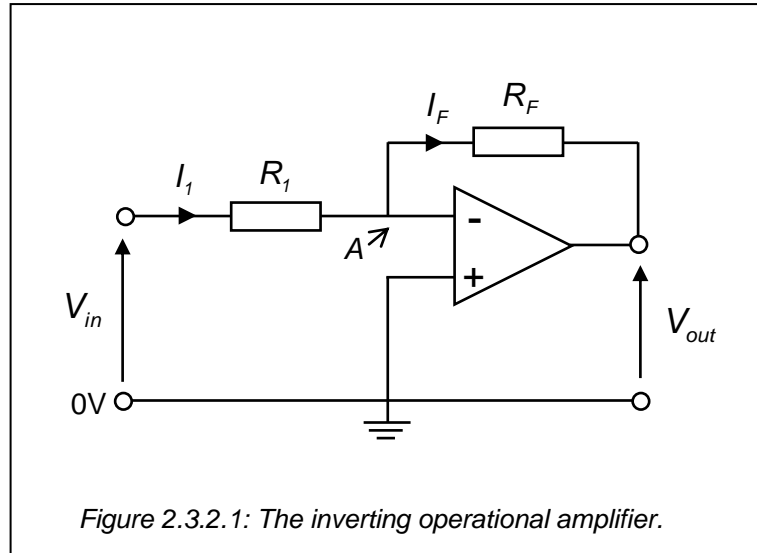 I_F
R_F
I_1
R_1
A
-
+
V_in
V_out
0V
Figure 2.3.2.1: The inverting operational amplifier.